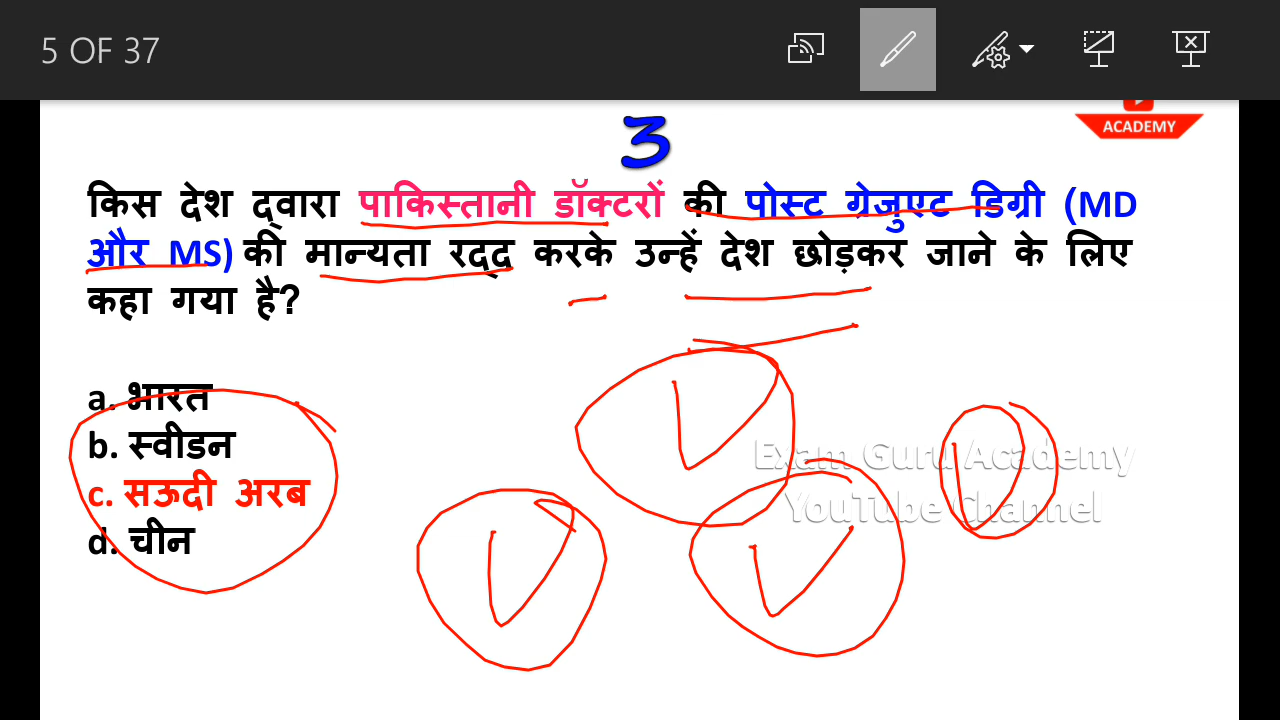 5 OF 37
ACADEMY
3
किस देश द्वारा पाकिस्तानी डॉक्टरों की पोस्ट ग्रेजुएट डिग्री (MD
और MS) की मान्यता रद्द करके उन्हें देश छोड़कर जाने के लिए
कहा गया है?
a. भारत
b. स्वीडन
c. सऊदी अरब
d. चीन
Exam Guru Academy
YouTube Channel